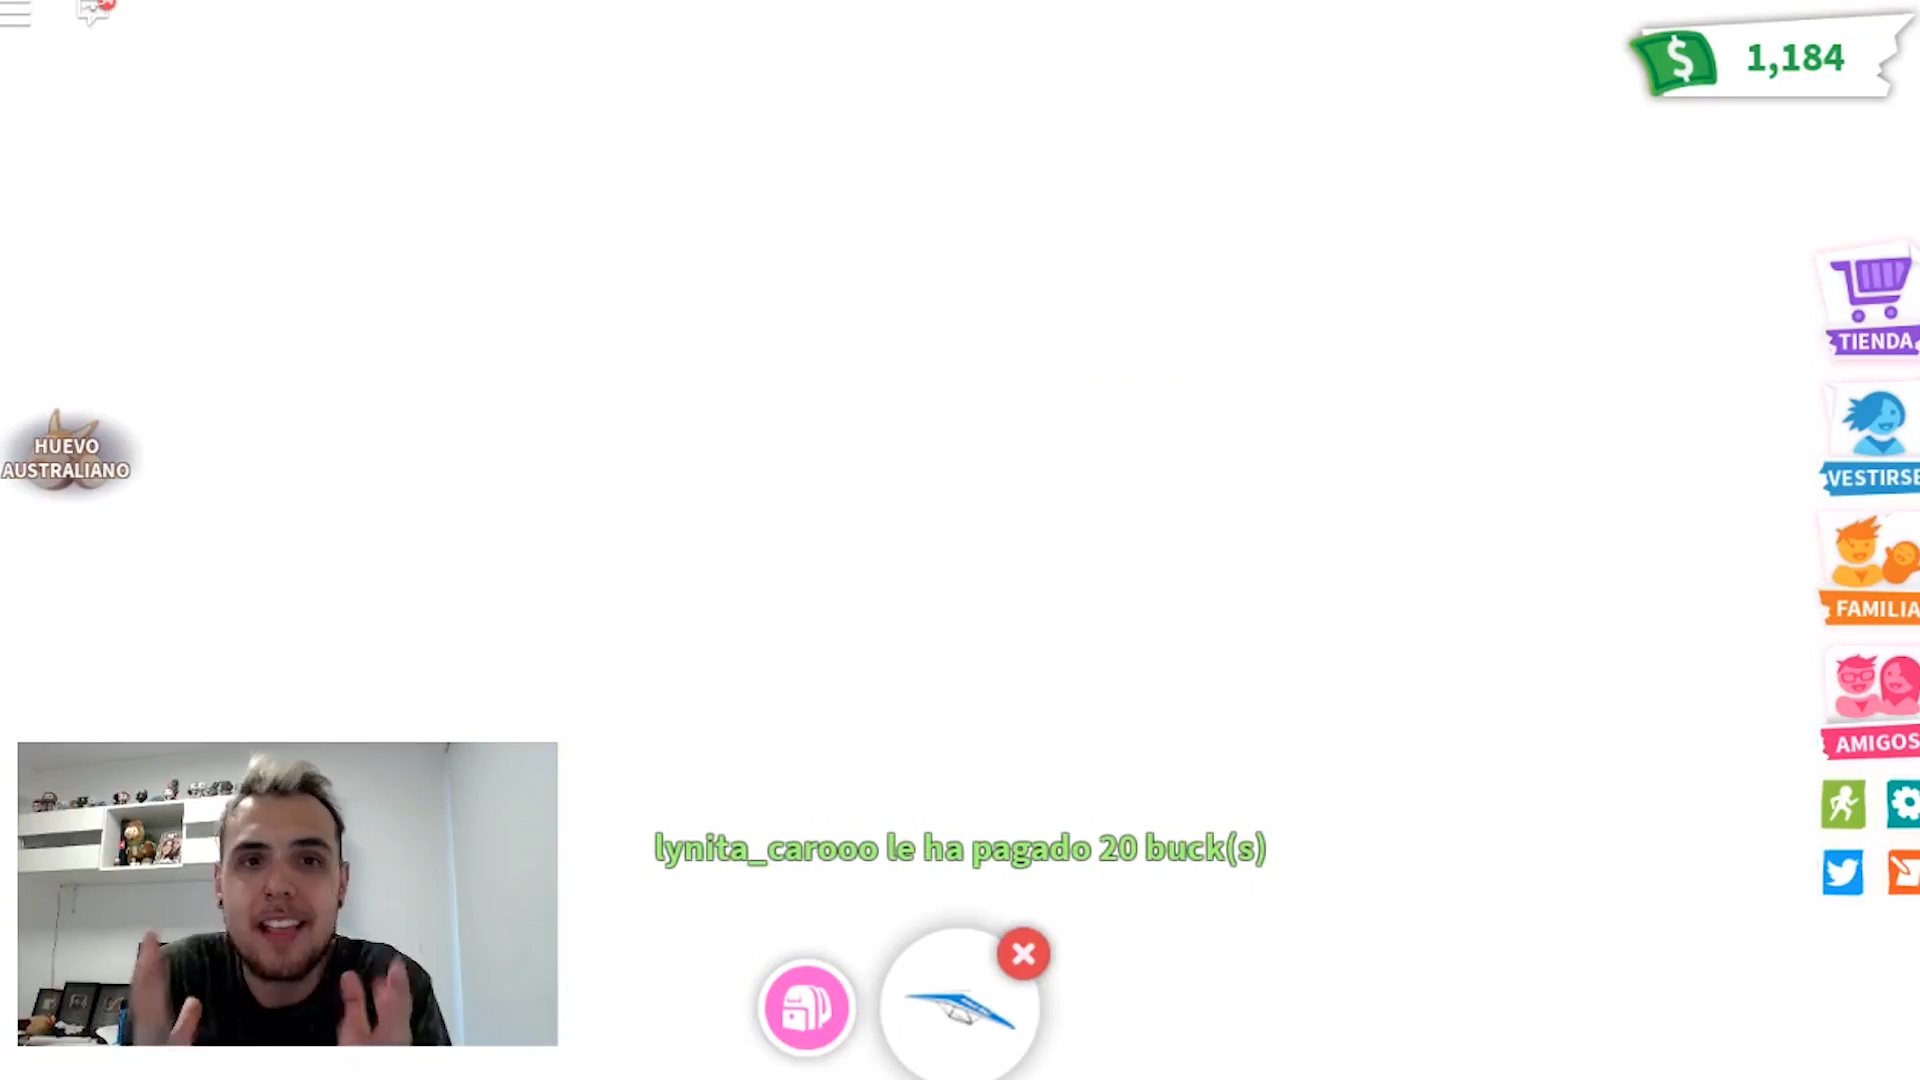 1,184
TIENDA
HUEVO
AUSTRALIANO
VESTIRSE
FAMILIA
AMIGOS
lynita_carooo le ha pagado 20 buck(s)